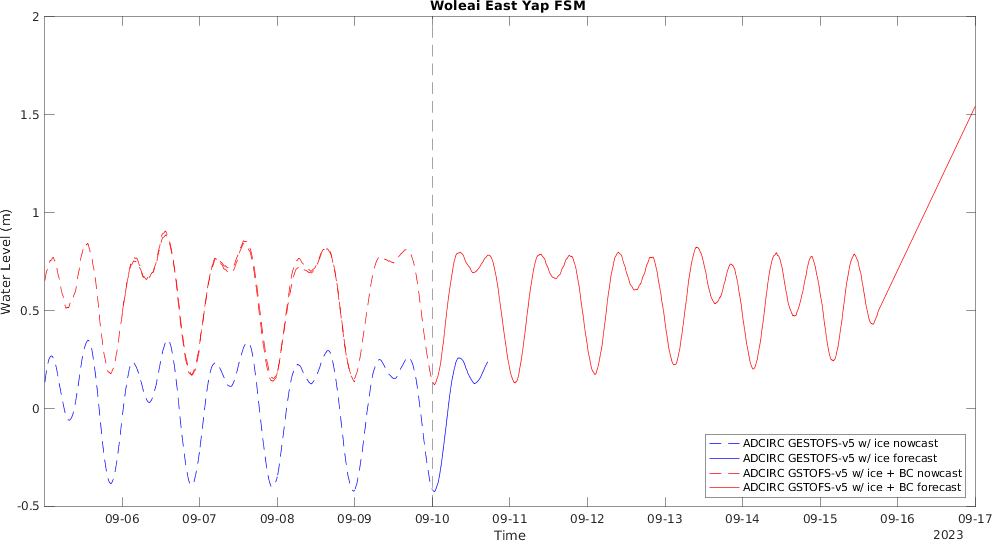 Woleai East Yap FSM
2
1.5
1
0.5
0
-0.5
Water Level (m)
09-06 09-07 09-08 09-09 09-10 09-11 09-12 09-13 09-14 09-15 09-16 09-17
Time
2023
ADCIRC GESTOFS-v5 w/ ice nowcast
ADCIRC GESTOFS-v5 w/ ice forecast
ADCIRC GSTOFS-v5 w/ ice + BC nowcast
ADCIRC GSTOFS-v5 w/ ice + BC forecast